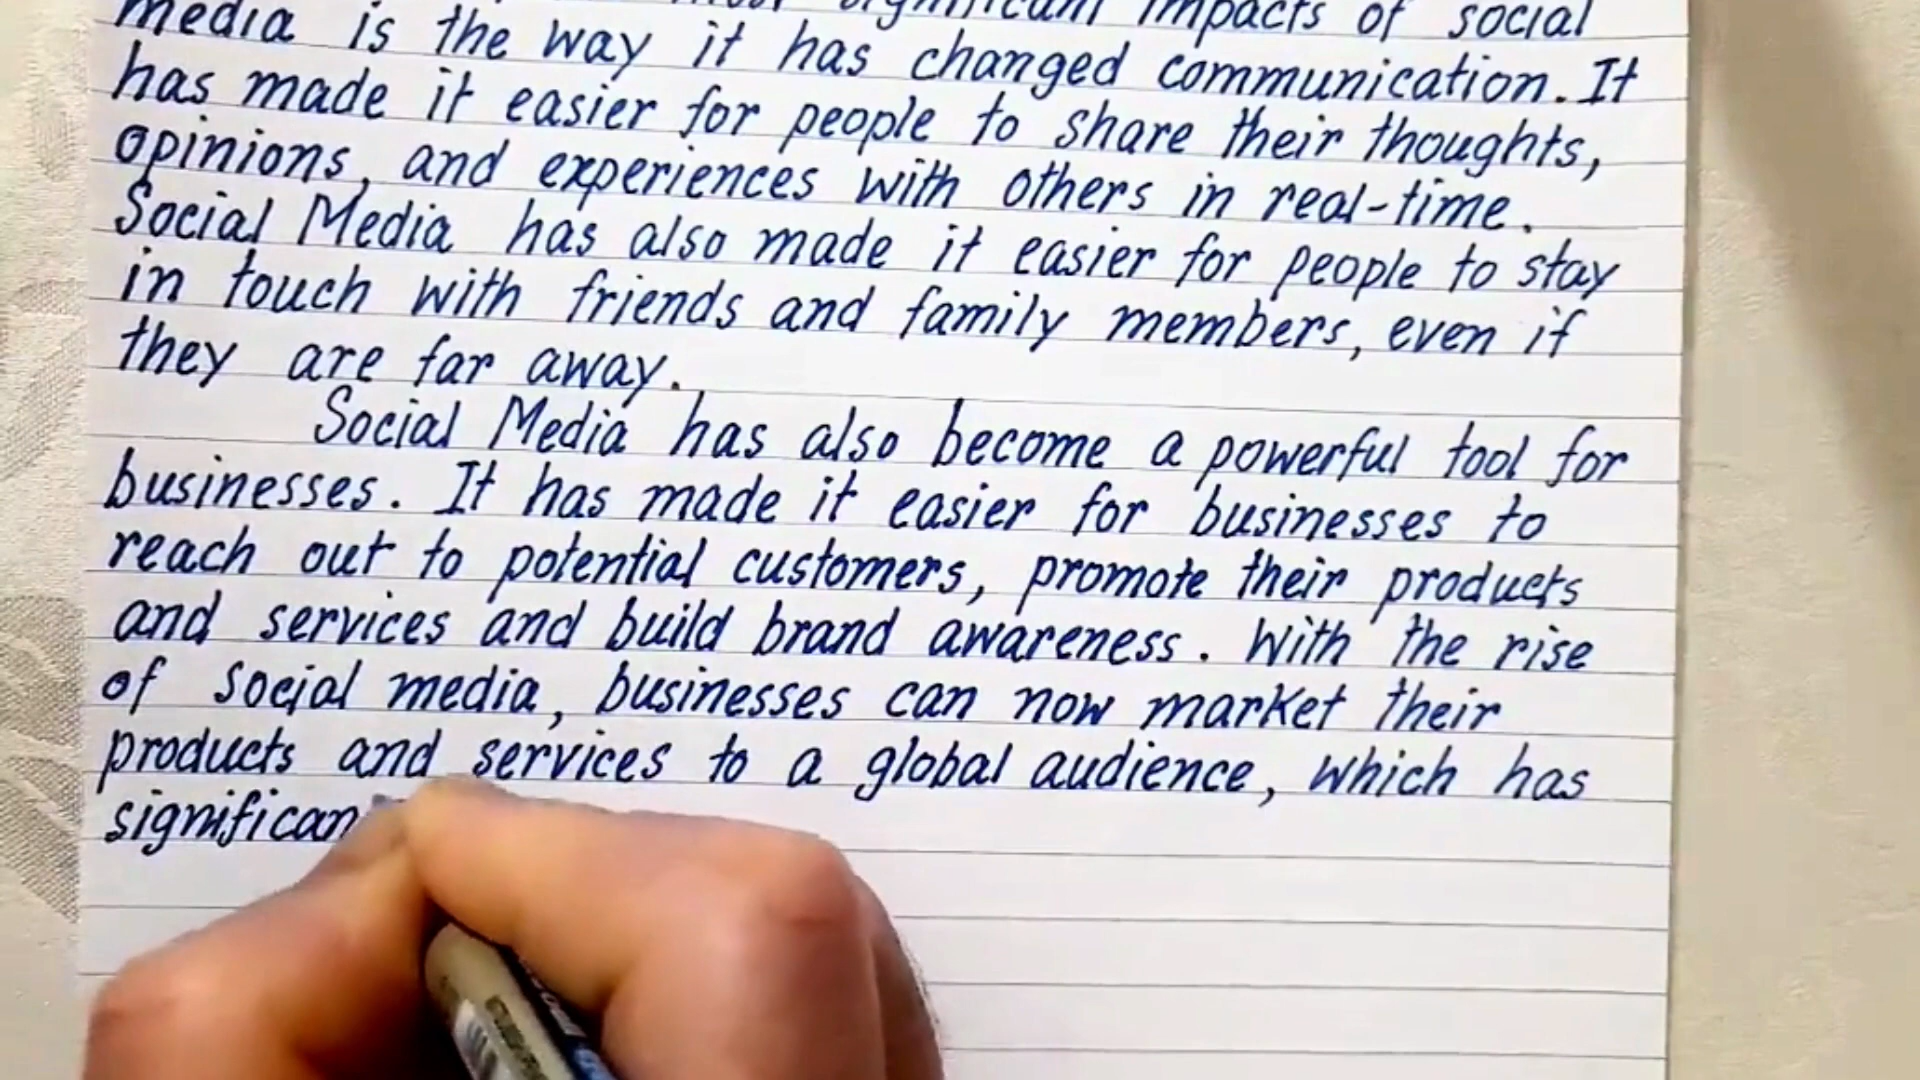 significant impacts of social
media is the way it has changed communication. It
has made it easier for people to share their thoughts,
opinions, and experiences with others in real-time.
Social Media has also made it easier for people to stay
in touch with friends and family members, even if
they are far away.
Social Media has also become a powerful tool for
businesses. It has made it easier for businesses to
reach out to potential customers, promote their products
and services and build brand awareness. With the rise
of social media, businesses can now market their
products and services to a global audience, which has
significan